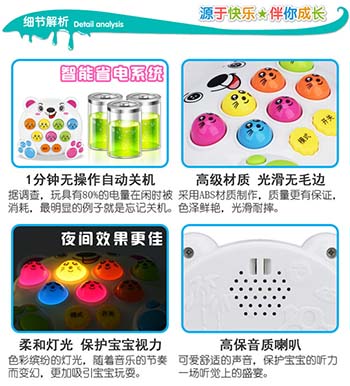 细节解析 Detail analysis
源于快乐★伴你成长
智能省电系统
模式
开关
1分钟无操作自动关机
据调查，玩具有80%的电量在闲时被
消耗，最明显的例子就是忘记关机。
高级材质 光滑无毛边
采用ABS材质制作，质量更有保证，
色泽鲜艳，光滑耐摔。
夜间效果更佳
柔和灯光 保护宝宝视力
色彩缤纷的灯光，随着音乐的节奏
而变幻，更加吸引宝宝玩耍。
高保音质喇叭
可爱舒适的声音，保护宝宝的听力
一场听觉上的盛宴。